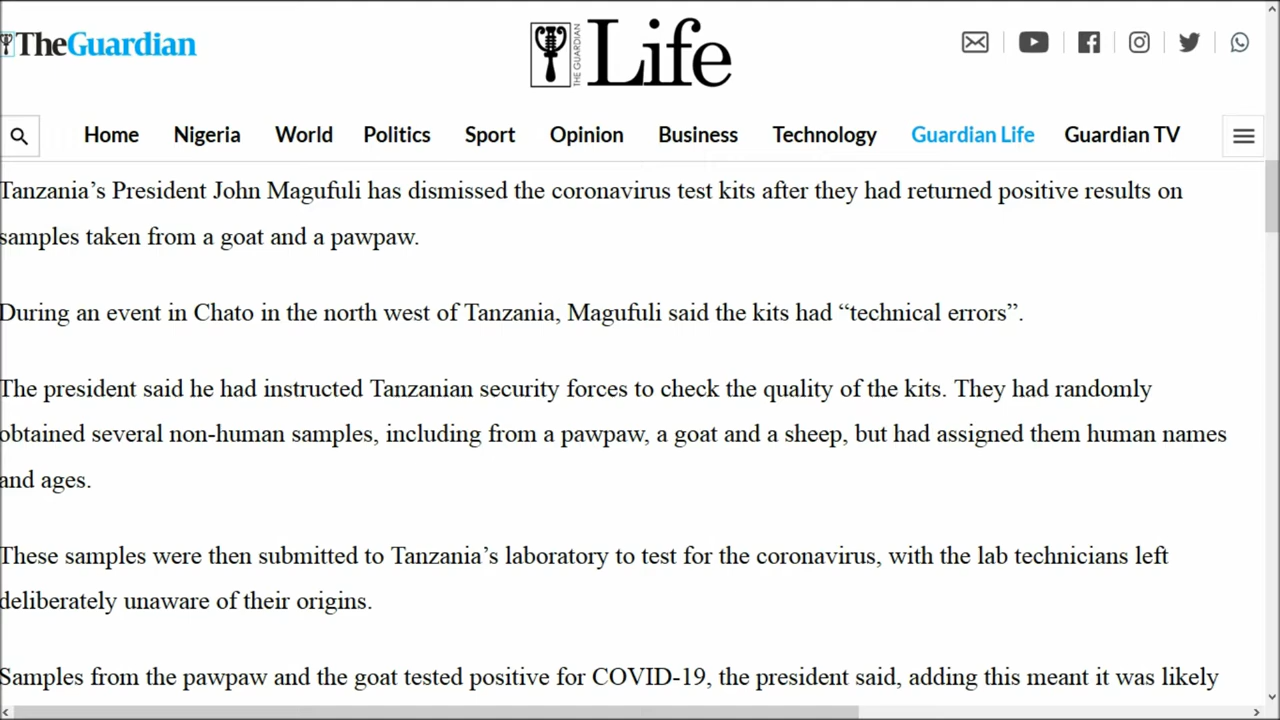 TheGuardian
THE GUARDIAN
Life
Home Nigeria World Politics Sport Opinion Business Technology Guardian Life Guardian TV
Tanzania’s President John Magufuli has dismissed the coronavirus test kits after they had returned positive results on
samples taken from a goat and a pawpaw.
During an event in Chato in the north west of Tanzania, Magufuli said the kits had “technical errors”.
The president said he had instructed Tanzanian security forces to check the quality of the kits. They had randomly
obtained several non-human samples, including from a pawpaw, a goat and a sheep, but had assigned them human names
and ages.
These samples were then submitted to Tanzania’s laboratory to test for the coronavirus, with the lab technicians left
deliberately unaware of their origins.
Samples from the pawpaw and the goat tested positive for COVID-19, the president said, adding this meant it was likely